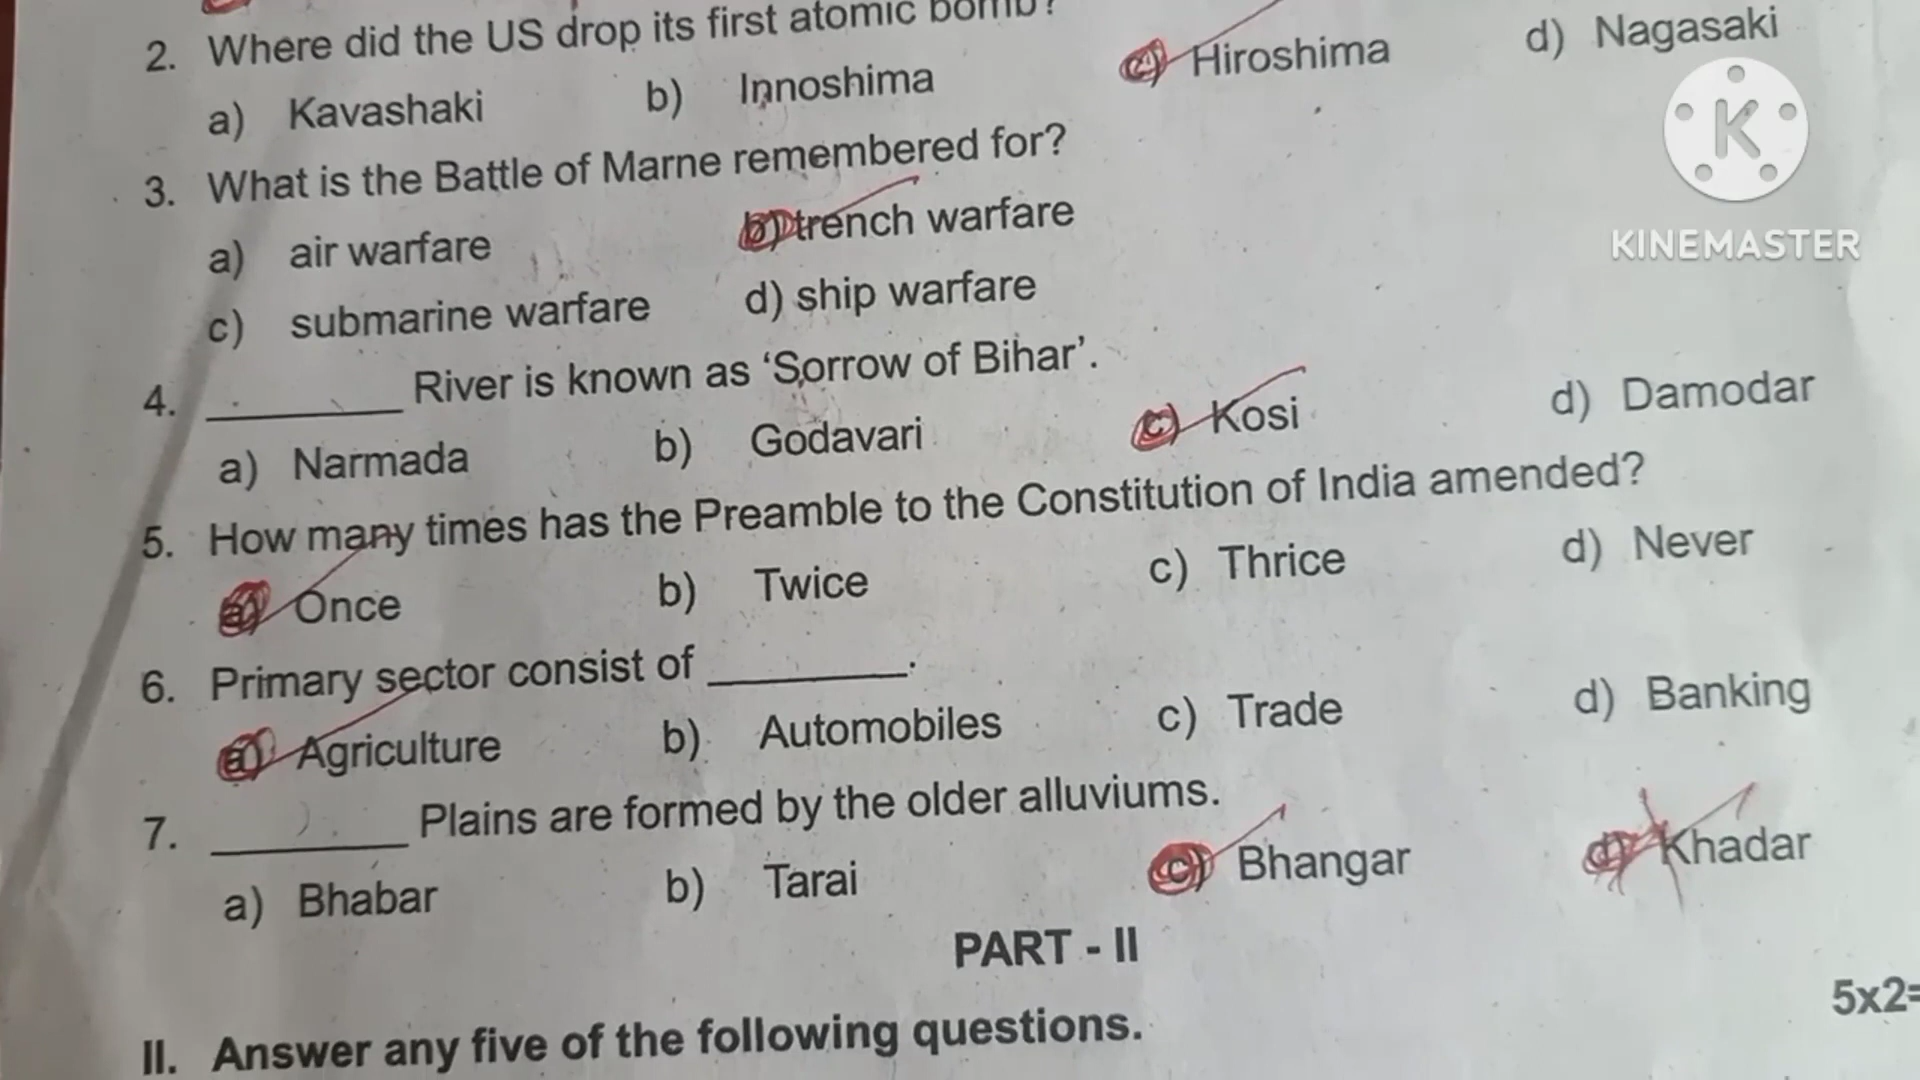 2. Where did the US drop its first atomic bomb?
a) Kavashaki b) Innoshima c) Hiroshima d) Nagasaki
3. What is the Battle of Marne remembered for?
a) air warfare b) trench warfare
c) submarine warfare d) ship warfare
4. ________ River is known as ‘Sorrow of Bihar’.
a) Narmada b) Godavari c) Kosi d) Damodar
5. How many times has the Preamble to the Constitution of India amended?
a) Once b) Twice c) Thrice d) Never
6. Primary sector consist of ________.
a) Agriculture b) Automobiles c) Trade d) Banking
7. ________ Plains are formed by the older alluviums.
a) Bhabar b) Tarai c) Bhangar d) Khadar
PART - II
5x2=
II. Answer any five of the following questions.
K
KINEMASTER